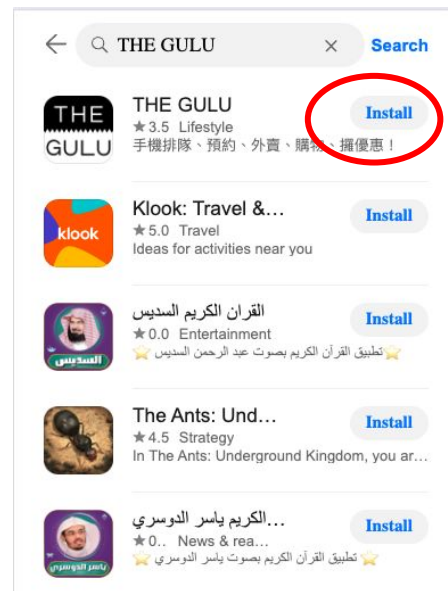 THE GULU
Search
THE
GULU
THE GULU
★3.5 Lifestyle
手機排隊、預約、外賣、購物、攞優惠！
Install
klook
Klook: Travel &...
★5.0 Travel
Ideas for activities near you
Install
السديس
القران الكريم السديس
★0.0 Entertainment
⭐تطبيق القرآن الكريم بصوت عبد الرحمن السديس ⭐
Install
The Ants: Und...
★4.5 Strategy
In The Ants: Underground Kingdom, you ar...
Install
ياسر الدوسري
...الكريم ياسر الدوسري
★0.. News & rea...
⭐ تطبيق القرآن الكريم بصوت ياسر الدوسري ⭐
Install